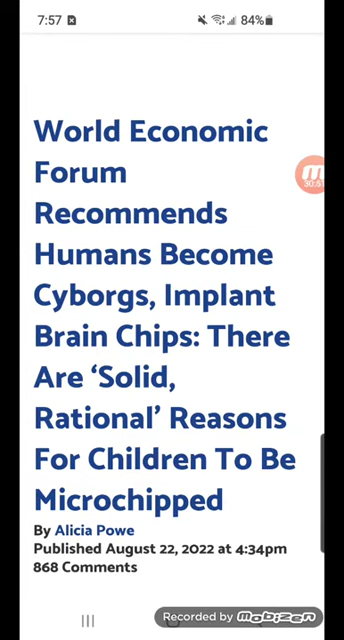 7:57 84%
World Economic
Forum
Recommends
Humans Become
Cyborgs, Implant
Brain Chips: There
Are ‘Solid,
Rational’ Reasons
For Children To Be
Microchipped
By Alicia Powe
Published August 22, 2022 at 4:34pm
868 Comments
Recorded by mobizen